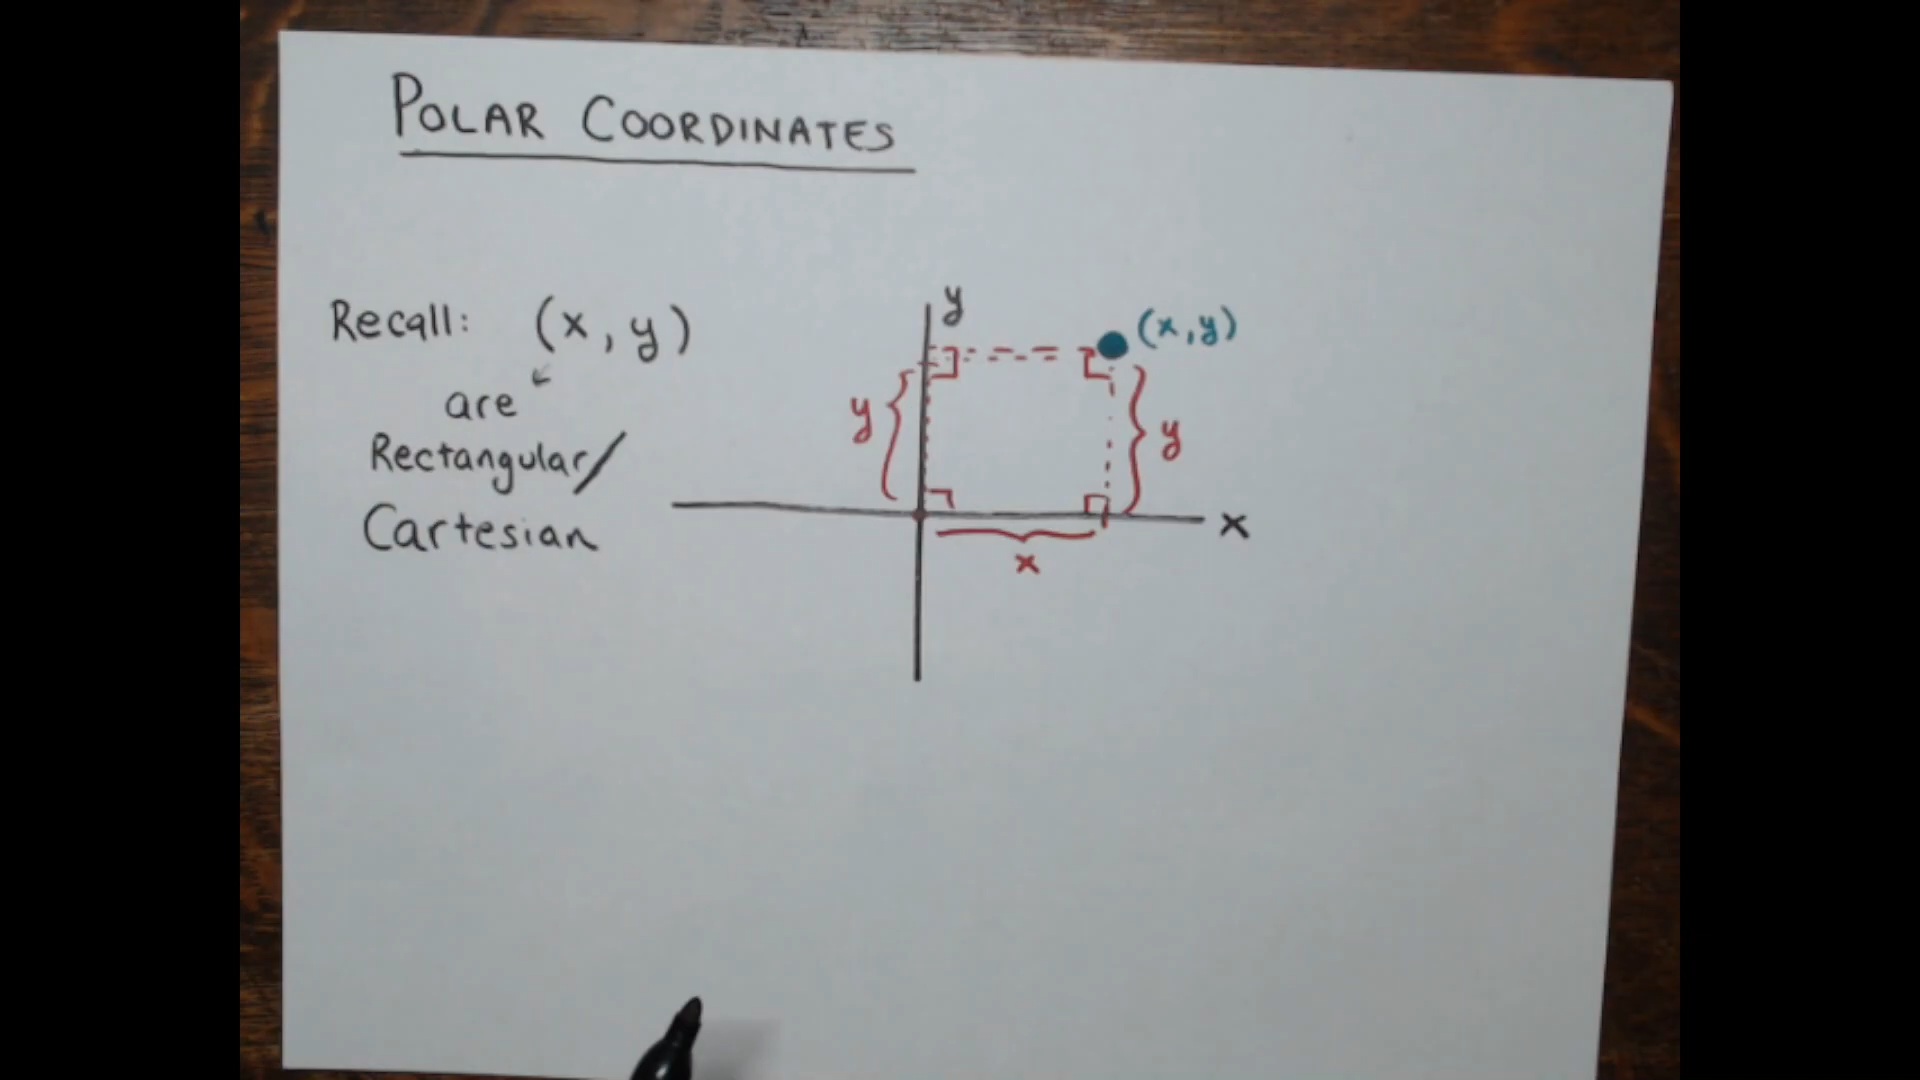 POLAR COORDINATES
Recall: (x, y)
are
Rectangular/
Cartesian
y
(x,y)
y
y
x
x